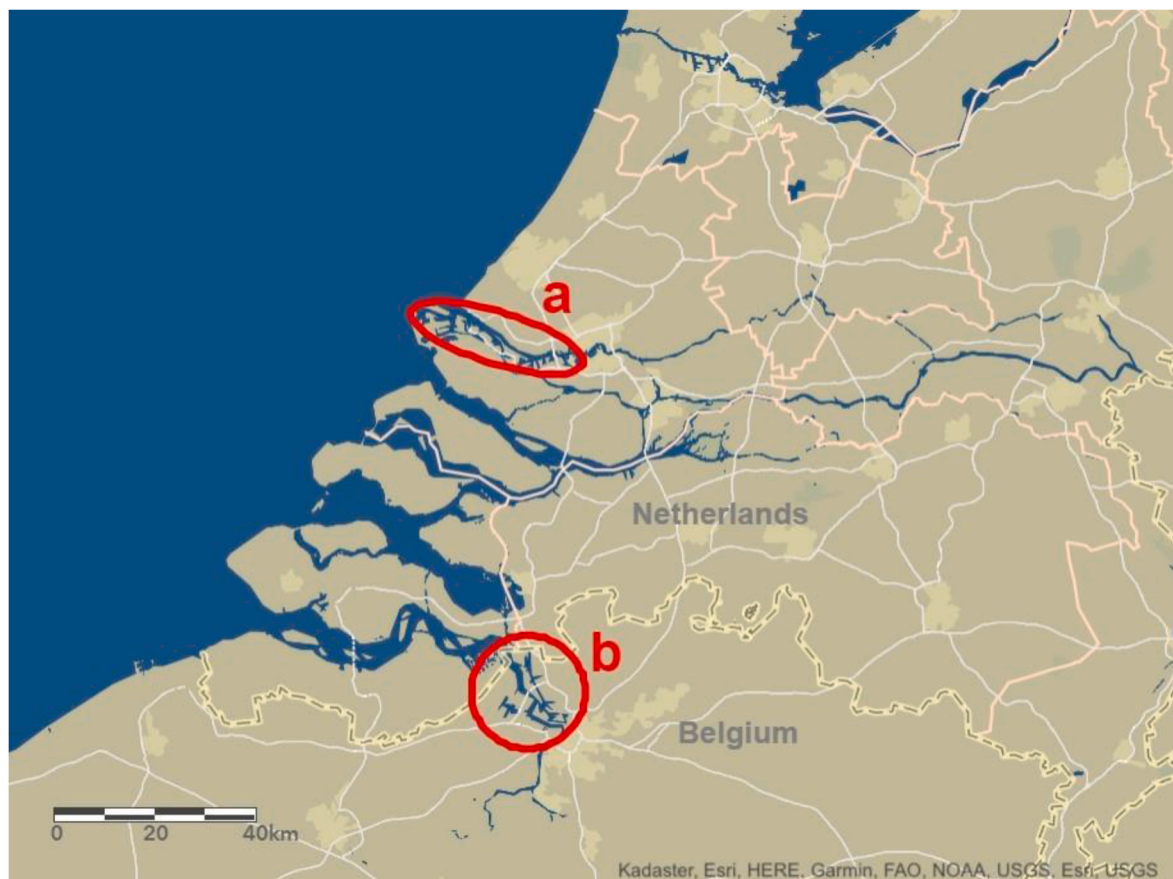 a
Netherlands
b
Belgium
0 20 40km
Kadaster, Esri, HERE, Garmin, FAO, NOAA, USGS, Esri, USGS